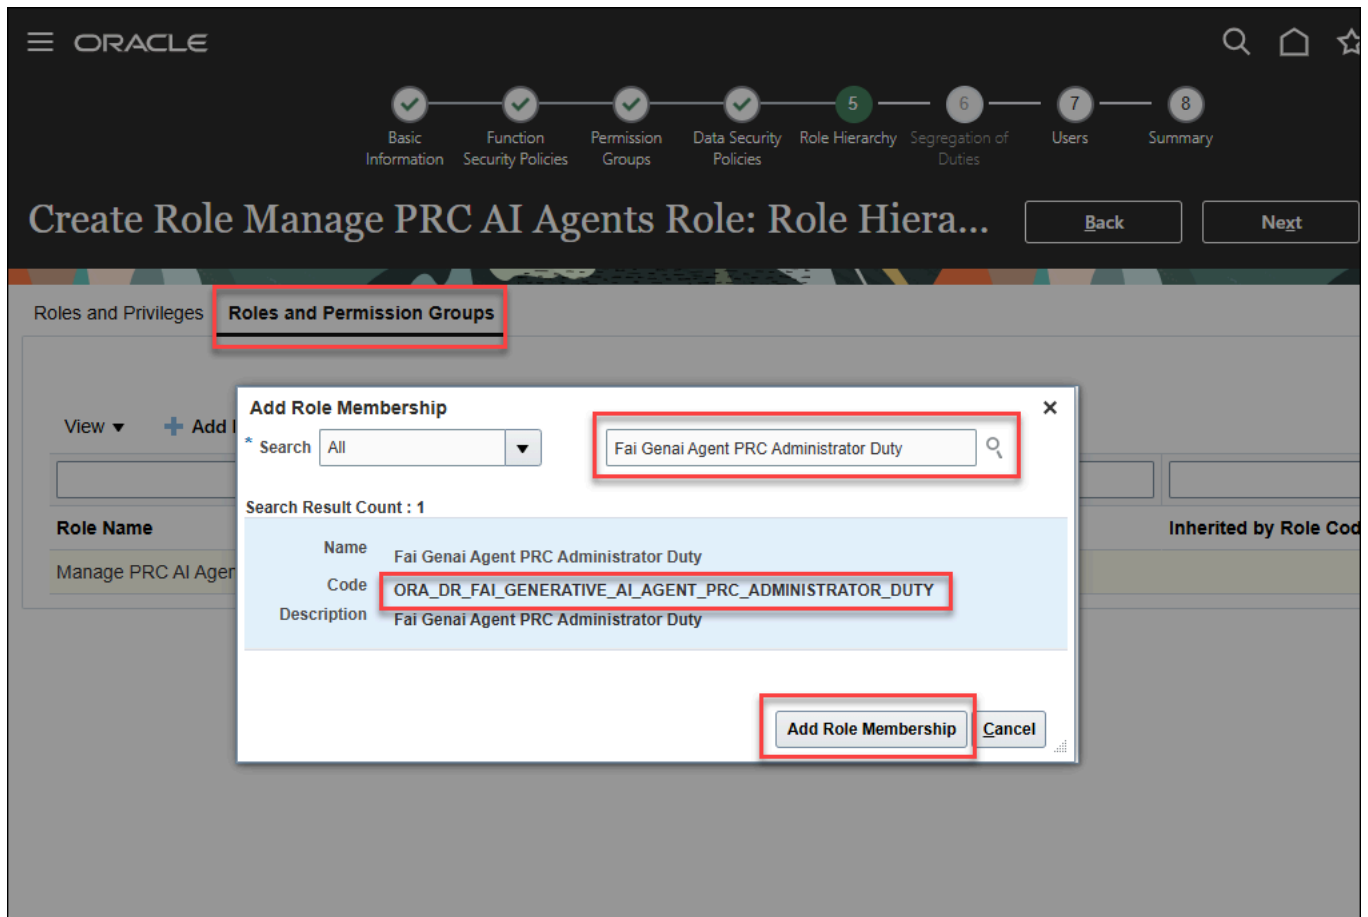 ORACLE
5
6
7
8
Basic Information
Function Security Policies
Permission Groups
Data Security Policies
Role Hierarchy
Segregation of Duties
Users
Summary
Create Role Manage PRC AI Agents Role: Role Hiera...
Back
Next
Roles and Privileges
Roles and Permission Groups
View
Add
Add Role Membership
* Search
All
Fai Genai Agent PRC Administrator Duty
Search Result Count : 1
Name
Fai Genai Agent PRC Administrator Duty
Code
ORA_DR_FAI_GENERATIVE_AI_AGENT_PRC_ADMINISTRATOR_DUTY
Description
Fai Genai Agent PRC Administrator Duty
Add Role Membership
Cancel
Role Name
Inherited by Role Cod
Manage PRC AI Agen